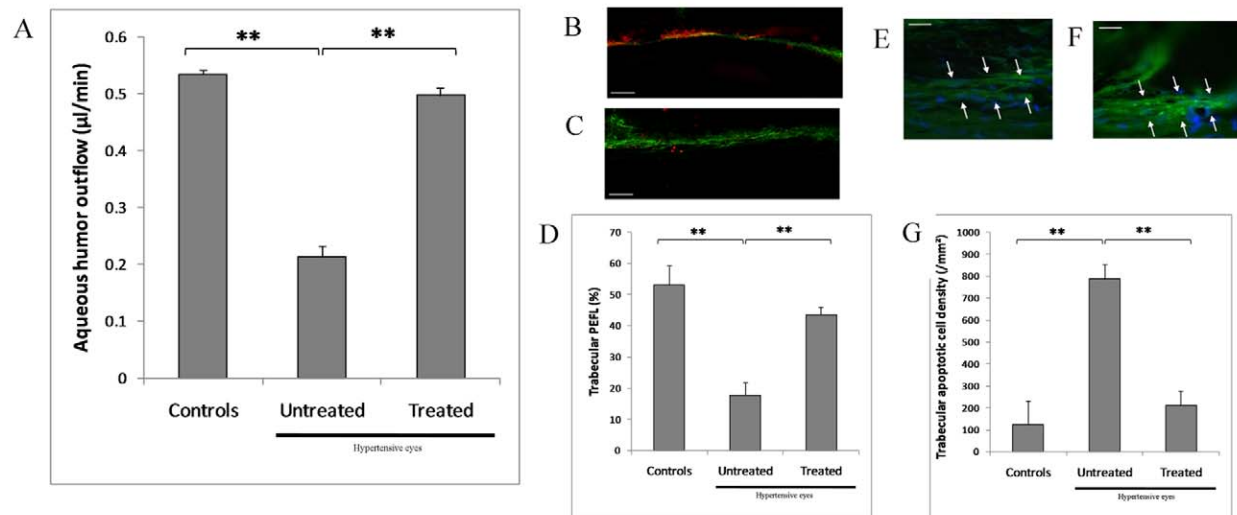 A
Aqueous humor outflow (µl/min)
0.6
0.5
0.4
0.3
0.2
0.1
0
**
**
Controls
Untreated
Treated
Hypertensive eyes
B
C
E
F
D
Trabecular PEFL (%)
70
60
50
40
30
20
10
0
**
**
Controls
Untreated
Treated
Hypertensive eyes
G
Trabecular apoptotic cell density (/mm²)
1000
900
800
700
600
500
400
300
200
100
0
**
**
Controls
Untreated
Treated
Hypertensive eyes